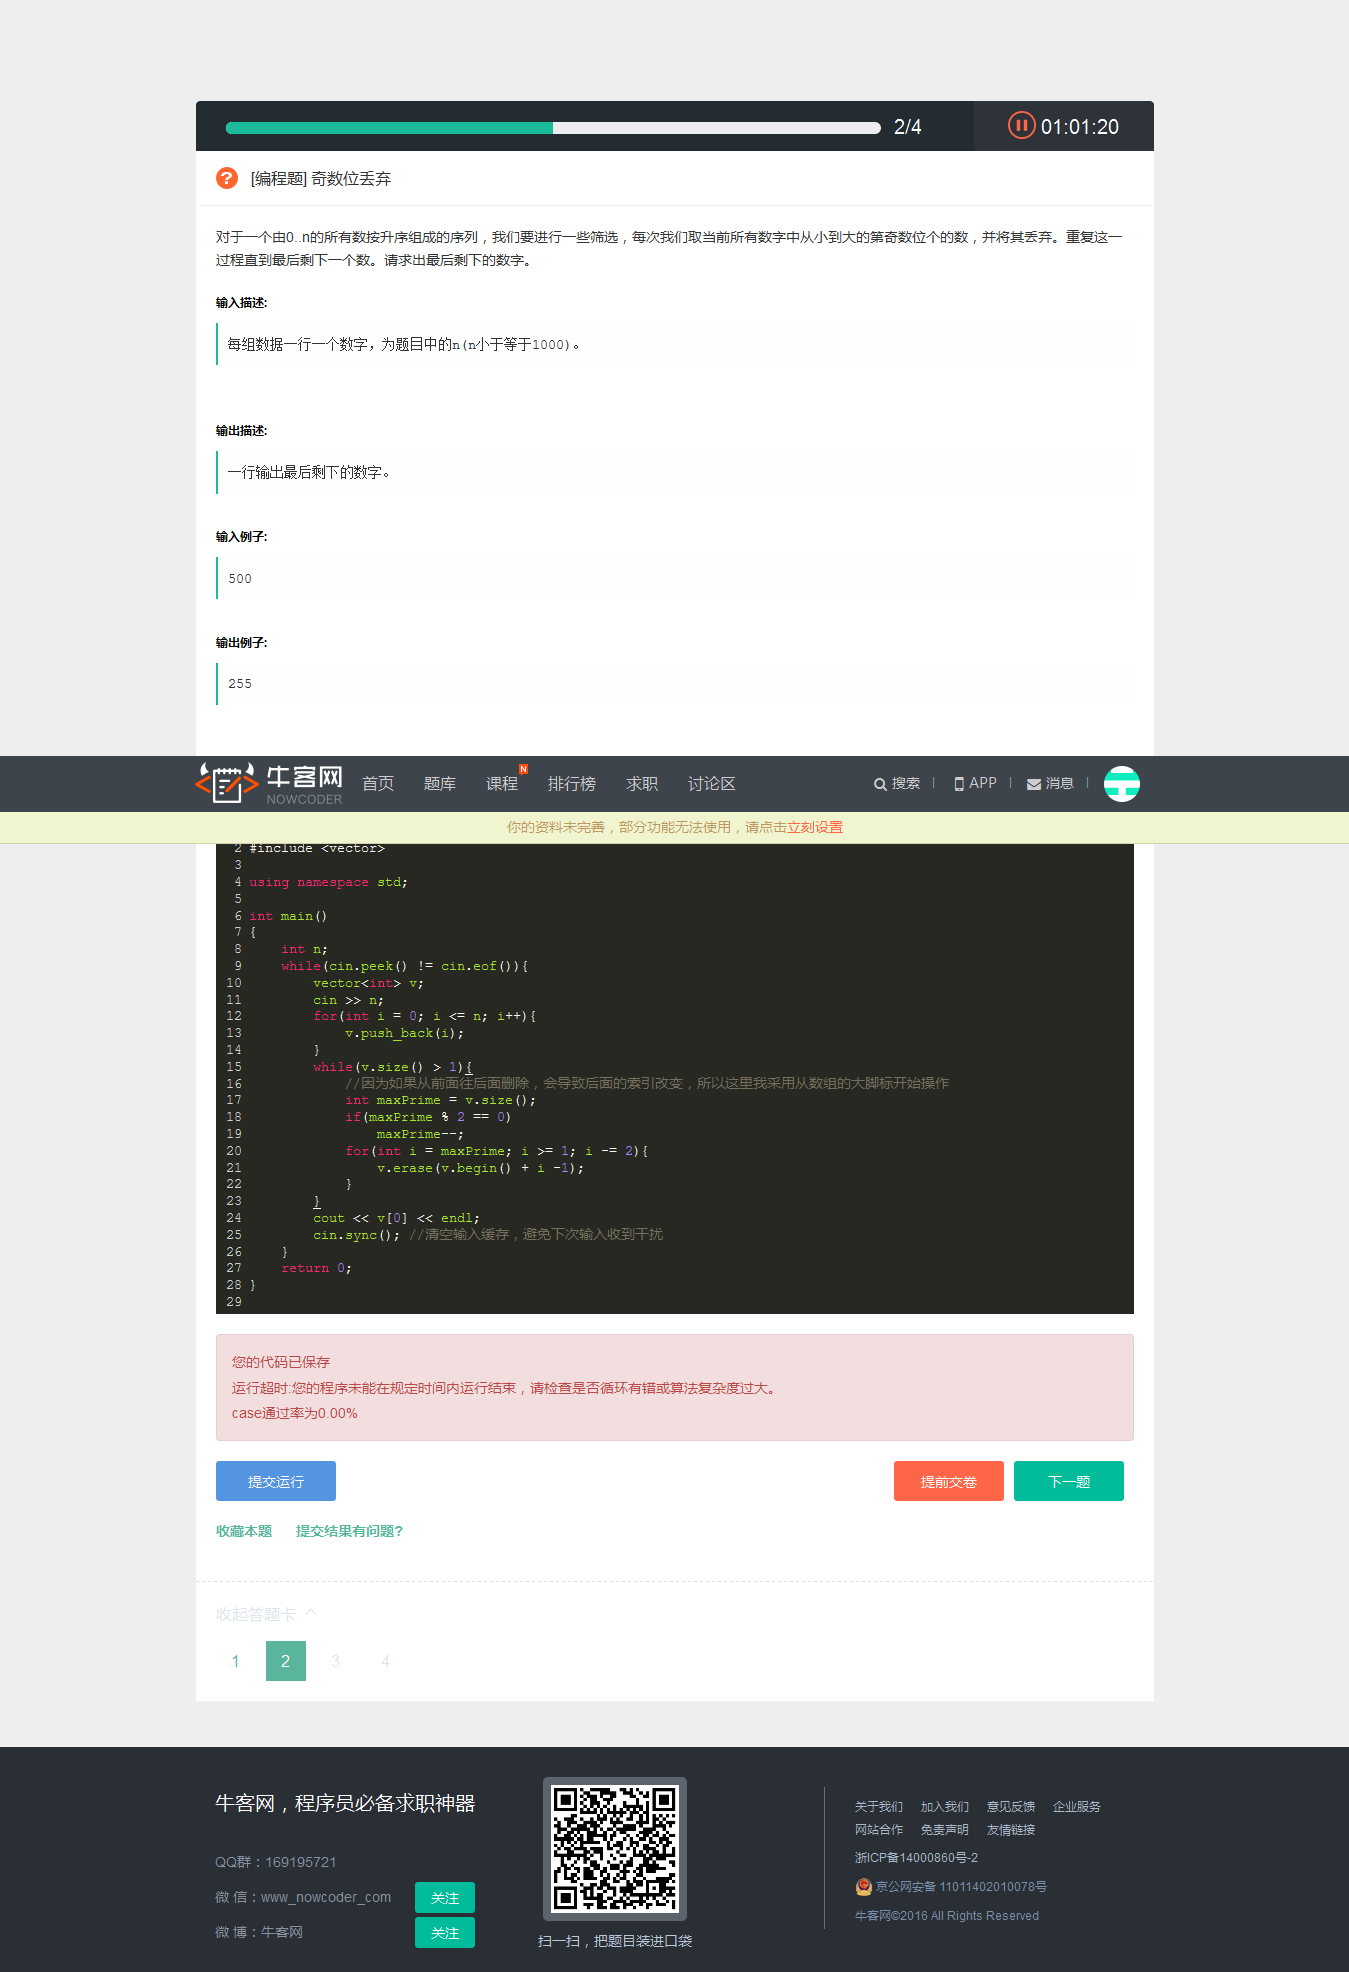 2/4
01:01:20
[编程题] 奇数位丢弃
对于一个由0..n的所有数按升序组成的序列，我们要进行一些筛选，每次我们取当前所有数字中从小到大的第奇数位个的数，并将其丢弃。重复这一
过程直到最后剩下一个数。请求出最后剩下的数字。
输入描述:
每组数据一行一个数字，为题目中的n(n小于等于1000)。
输出描述:
一行输出最后剩下的数字。
输入例子:
500
输出例子:
255
牛客网
NOWCODER
首页 题库 课程 N 排行榜 求职 讨论区 搜索 APP 消息
你的资料未完善，部分功能无法使用，请点击立刻设置
2 #include <vector>
3
4 using namespace std;
5
6 int main()
7 {
8     int n;
9     while(cin.peek() != cin.eof()){
10         vector<int> v;
11         cin >> n;
12         for(int i = 0; i <= n; i++){
13             v.push_back(i);
14         }
15         while(v.size() > 1){
16             //因为如果从前面往后面删除，会导致后面的索引改变，所以这里我采用从数组的大脚标开始操作
17             int maxPrime = v.size();
18             if(maxPrime % 2 == 0)
19                 maxPrime--;
20             for(int i = maxPrime; i >= 1; i -= 2){
21                 v.erase(v.begin() + i -1);
22             }
23         }
24         cout << v[0] << endl;
25         cin.sync(); //清空输入缓存，避免下次输入收到干扰
26     }
27     return 0;
28 }
29
您的代码已保存
运行超时:您的程序未能在规定时间内运行结束，请检查是否循环有错或算法复杂度过大。
case通过率为0.00%
提交运行 提前交卷 下一题
收藏本题 提交结果有问题?
收起答题卡
1 2 3 4
牛客网，程序员必备求职神器
QQ群：169195721
微 信：www_nowcoder_com 关注
微 博：牛客网 关注
扫一扫，把题目装进口袋
关于我们 加入我们 意见反馈 企业服务
网站合作 免责声明 友情链接
浙ICP备14000860号-2
京公网安备 11011402010078号
牛客网©2016 All Rights Reserved